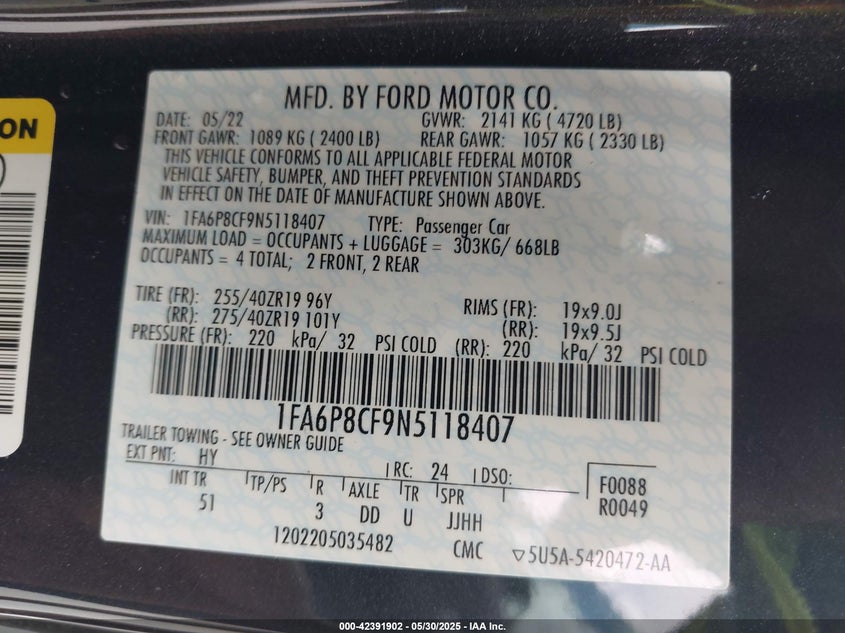 ON
MFD. BY FORD MOTOR CO.
DATE: 05/22 GVWR: 2141 KG ( 4720 LB)
FRONT GAWR: 1089 KG ( 2400 LB) REAR GAWR: 1057 KG ( 2330 LB)
THIS VEHICLE CONFORMS TO ALL APPLICABLE FEDERAL MOTOR
VEHICLE SAFETY, BUMPER, AND THEFT PREVENTION STANDARDS
IN EFFECT ON THE DATE OF MANUFACTURE SHOWN ABOVE.
VIN: 1FA6P8CF9N5118407 TYPE: Passenger Car
MAXIMUM LOAD = OCCUPANTS + LUGGAGE = 303KG/ 668LB
OCCUPANTS = 4 TOTAL; 2 FRONT, 2 REAR
TIRE (FR): 255/40ZR19 96Y RIMS (FR): 19x9.0J
(RR): 275/40ZR19 101Y (RR): 19x9.5J
PRESSURE (FR): 220 kPa/ 32 PSI COLD (RR): 220 kPa/ 32 PSI COLD
1FA6P8CF9N5118407
TRAILER TOWING - SEE OWNER GUIDE
EXT PNT: HY RC: 24 DSO: F0088
INT TR TP/PS R AXLE TR SPR R0049
51 3 DD U JJHH
1202205035482 CMC ▽5U5A-5420472-AA
000-42391902 - 05/30/2025 - IAA Inc.